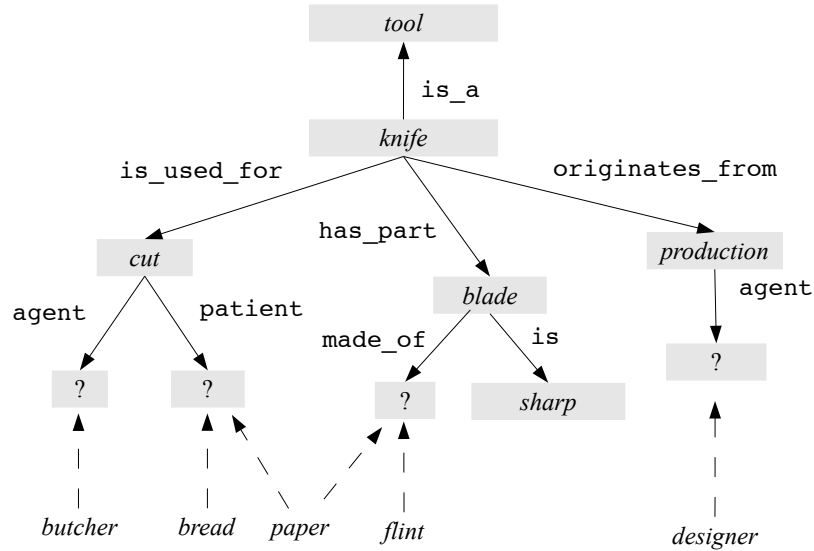 tool
is_a
knife
is_used_for
originates_from
has_part
cut
production
blade
agent
patient
made_of
is
agent
?
?
?
sharp
?
butcher
bread
paper
flint
designer